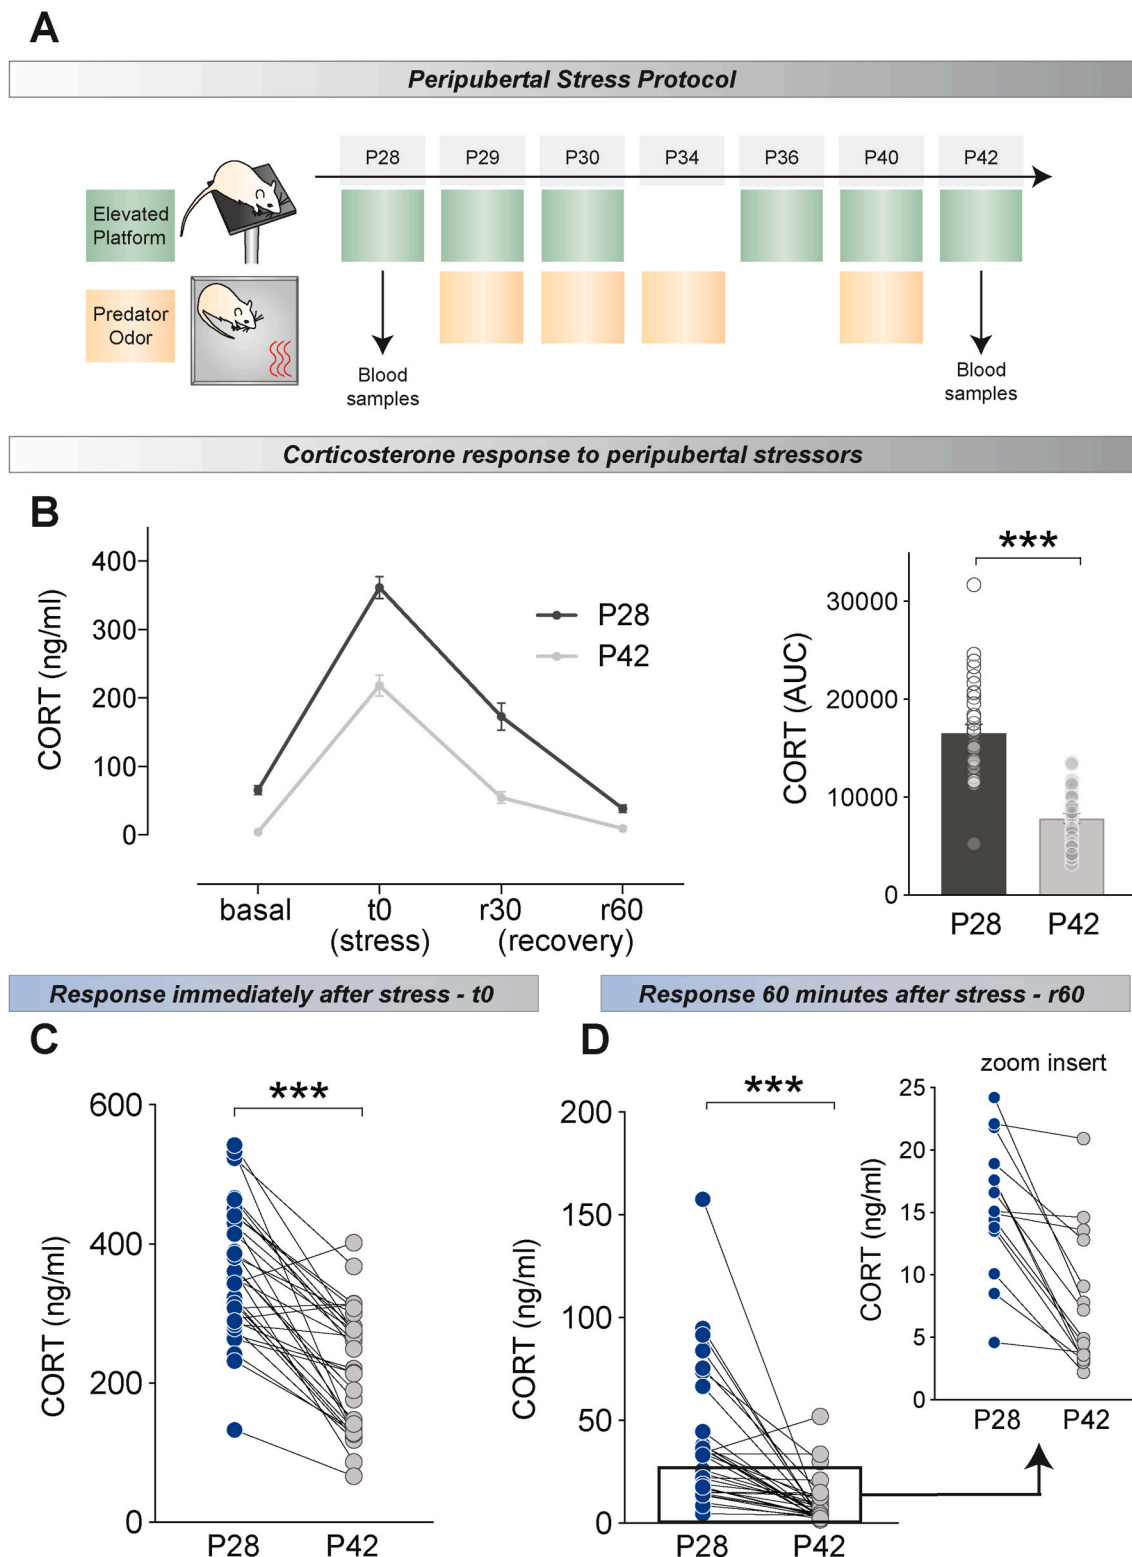 A
Peripubertal Stress Protocol
P28 P29 P30 P34 P36 P40 P42
Elevated
Platform
Predator
Odor
Blood
samples
Blood
samples
Corticosterone response to peripubertal stressors
B
CORT (ng/ml)
400
300
200
100
0
P28
P42
basal t0 r30 r60
(stress) (recovery)
***
CORT (AUC)
30000
20000
10000
0
P28 P42
Response immediately after stress - t0
C
***
CORT (ng/ml)
600
400
200
0
P28 P42
Response 60 minutes after stress - r60
D
***
CORT (ng/ml)
200
150
100
50
0
P28 P42
zoom insert
CORT (ng/ml)
25
20
15
10
5
0
P28 P42